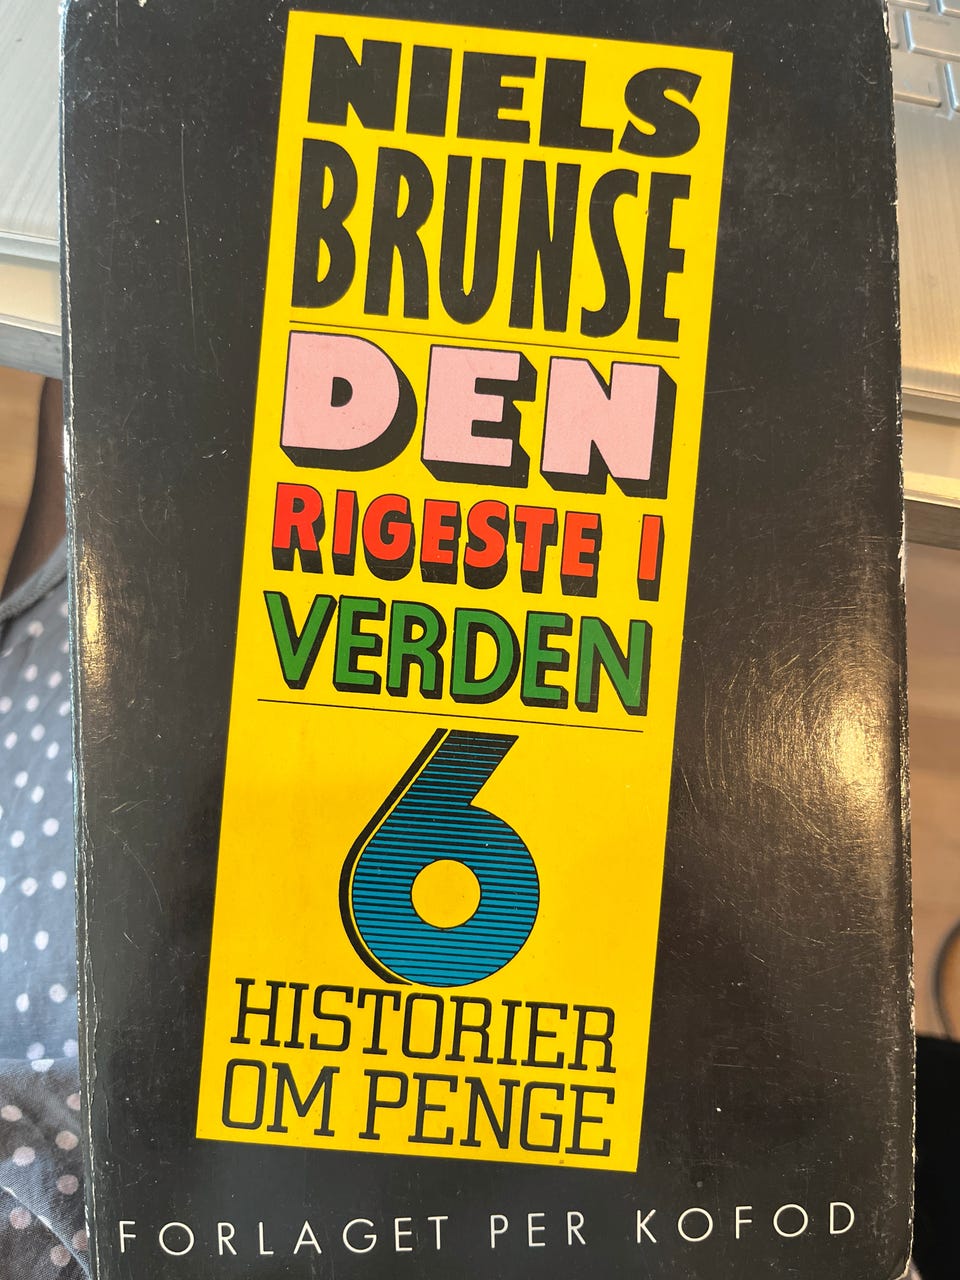 NIELS
BRUNSE
DEN
RIGESTE I
VERDEN
6
HISTORIER
OM PENGE
FORLAGET PER KOFOD